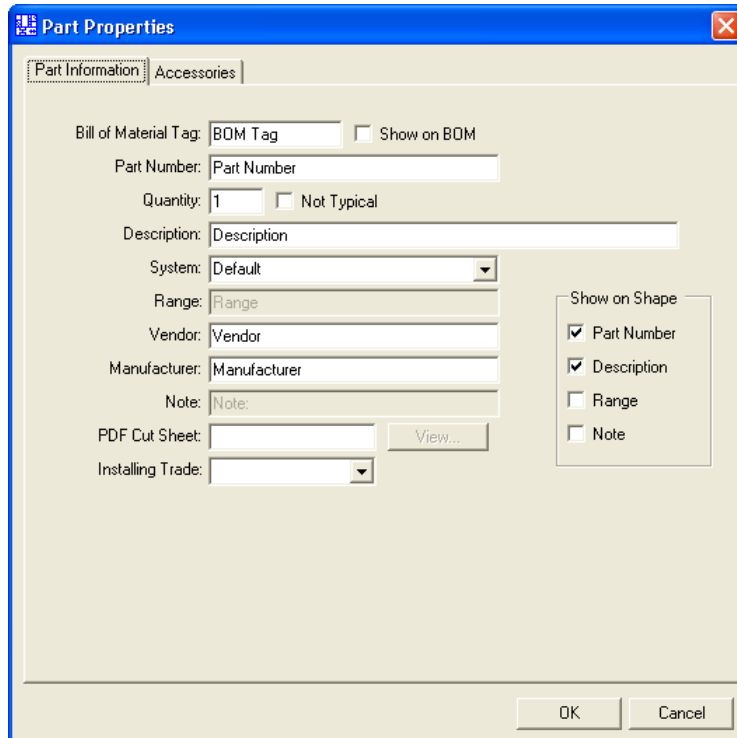 Part Properties
Part Information Accessories
Bill of Material Tag: BOM Tag Show on BOM
Part Number: Part Number
Quantity: 1 Not Typical
Description: Description
System: Default
Range: Range
Show on Shape
Vendor: Vendor
Part Number
Manufacturer: Manufacturer
Description
Note: Note:
Range
PDF Cut Sheet: View...
Note
Installing Trade:
OK Cancel